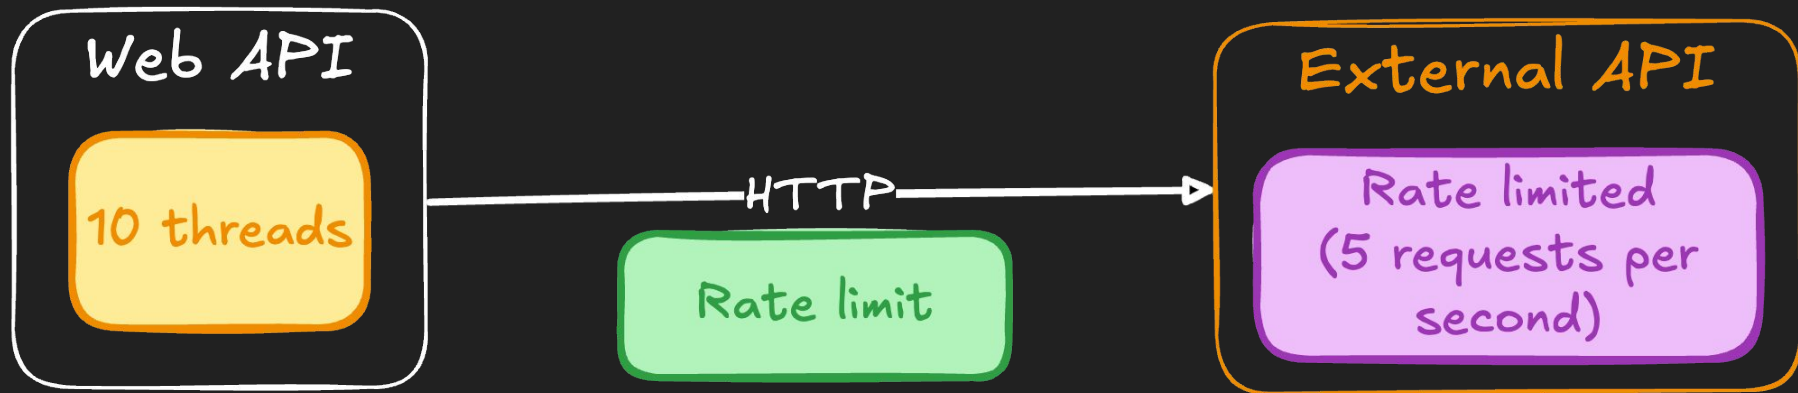 Web API
10 threads
HTTP
Rate limit
External API
Rate limited
(5 requests per
second)